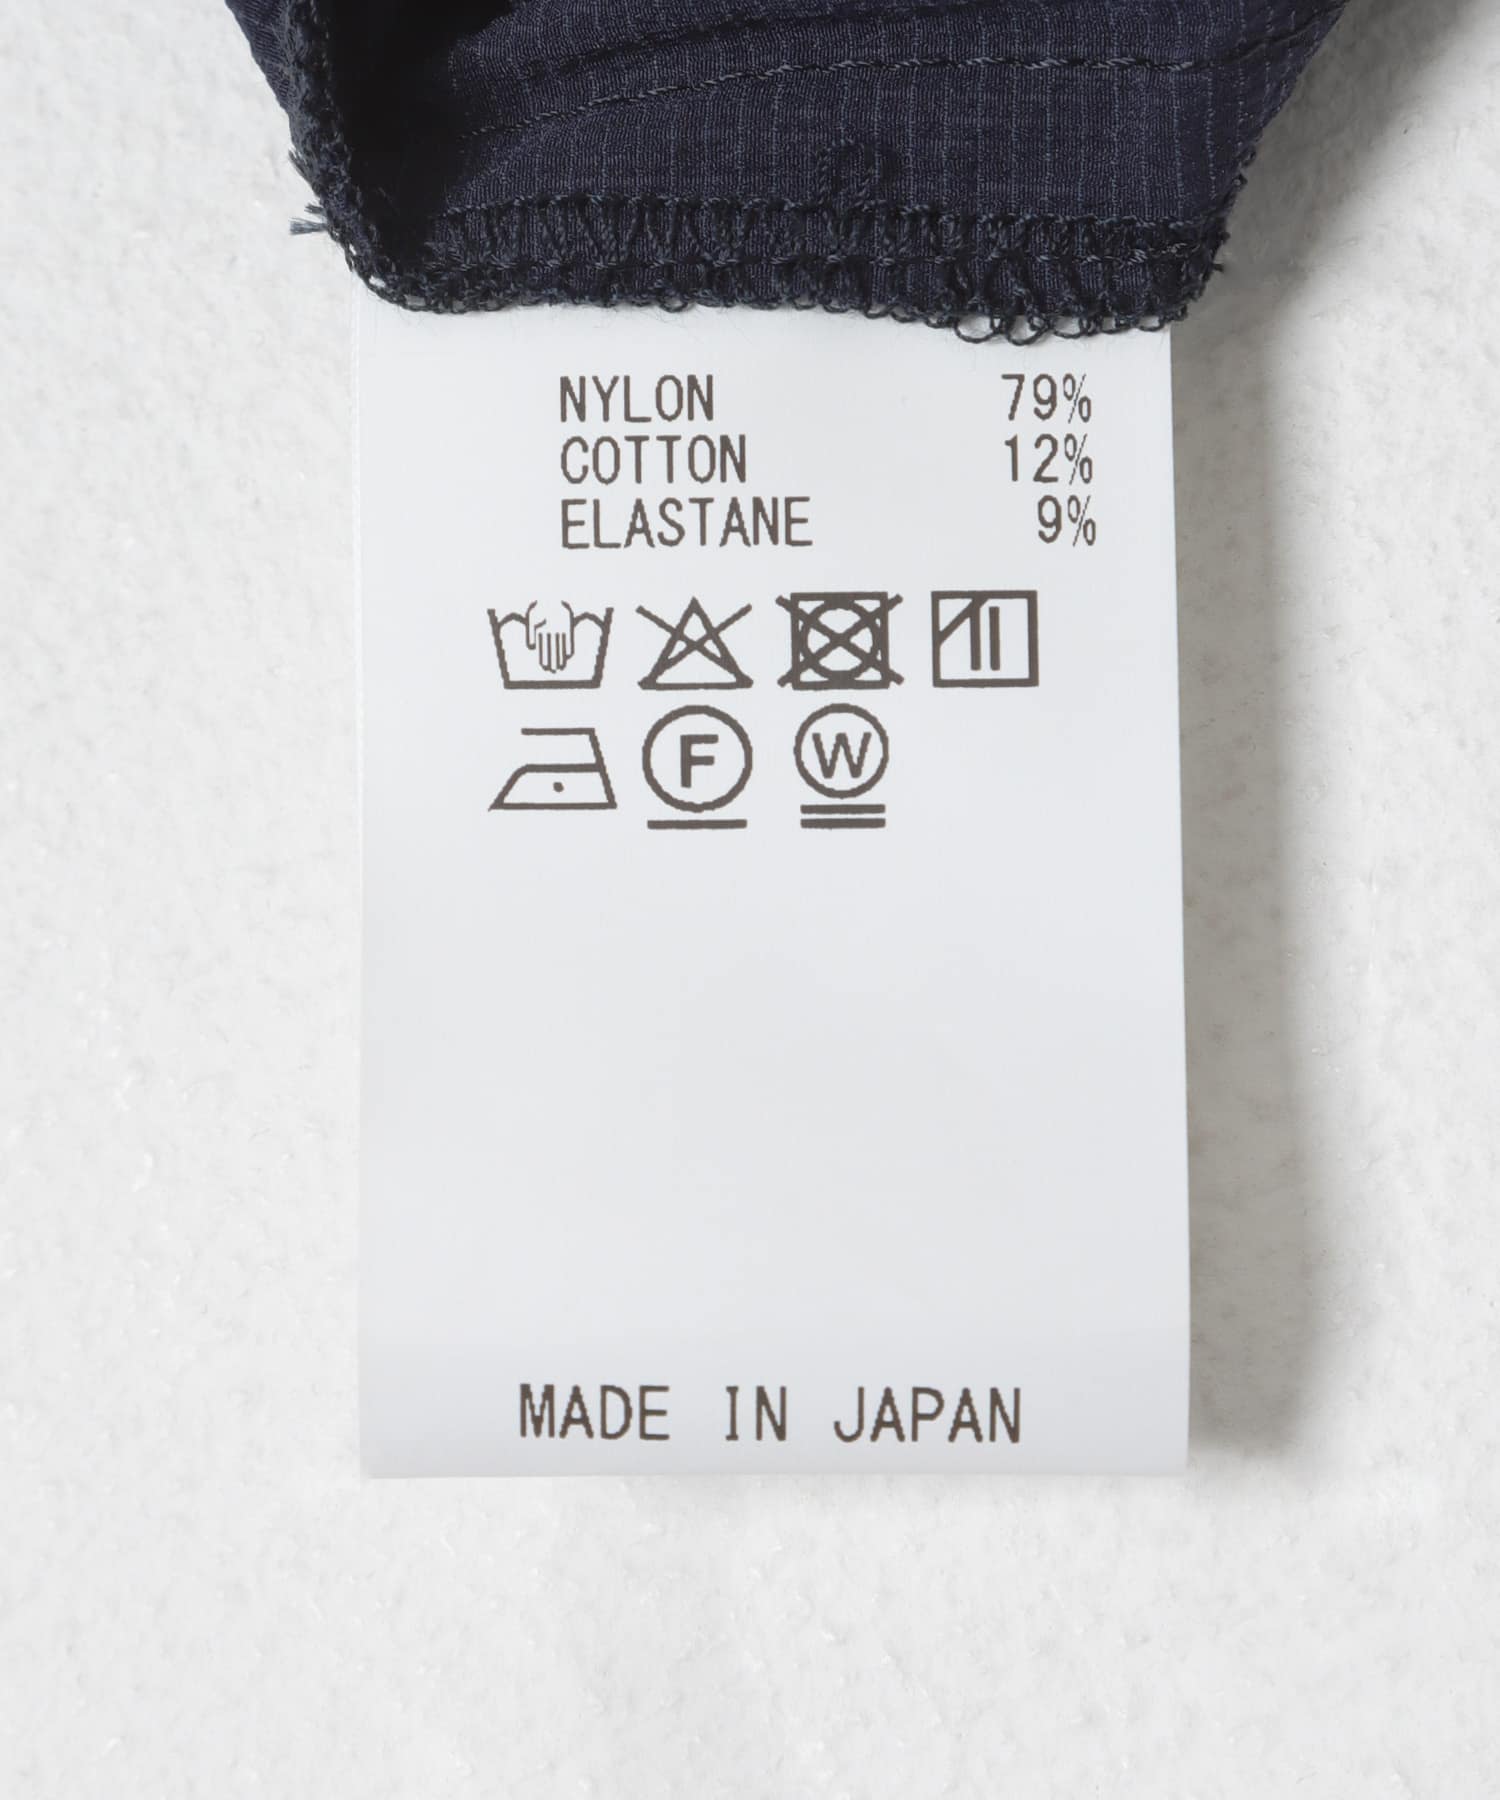 NYLON 79%
COTTON 12%
ELASTANE 9%
F W
MADE IN JAPAN